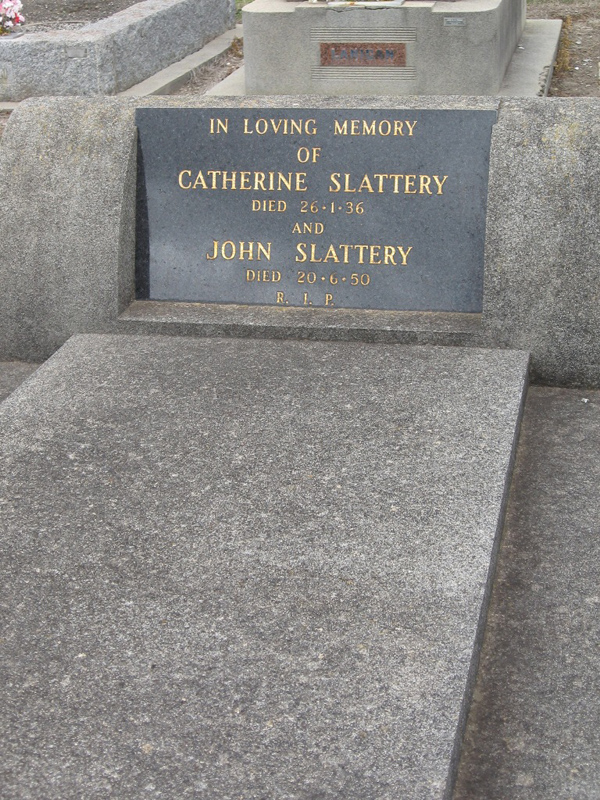 IN LOVING MEMORY
OF
CATHERINE SLATTERY
DIED 26·1·36
AND
JOHN SLATTERY
DIED 20·6·50
R. I. P.